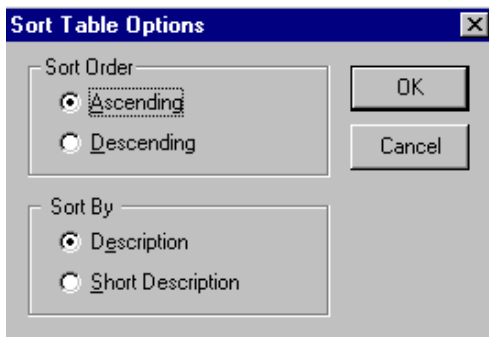 Sort Table Options
Sort Order
Ascending
Descending
OK
Cancel
Sort By
Description
Short Description